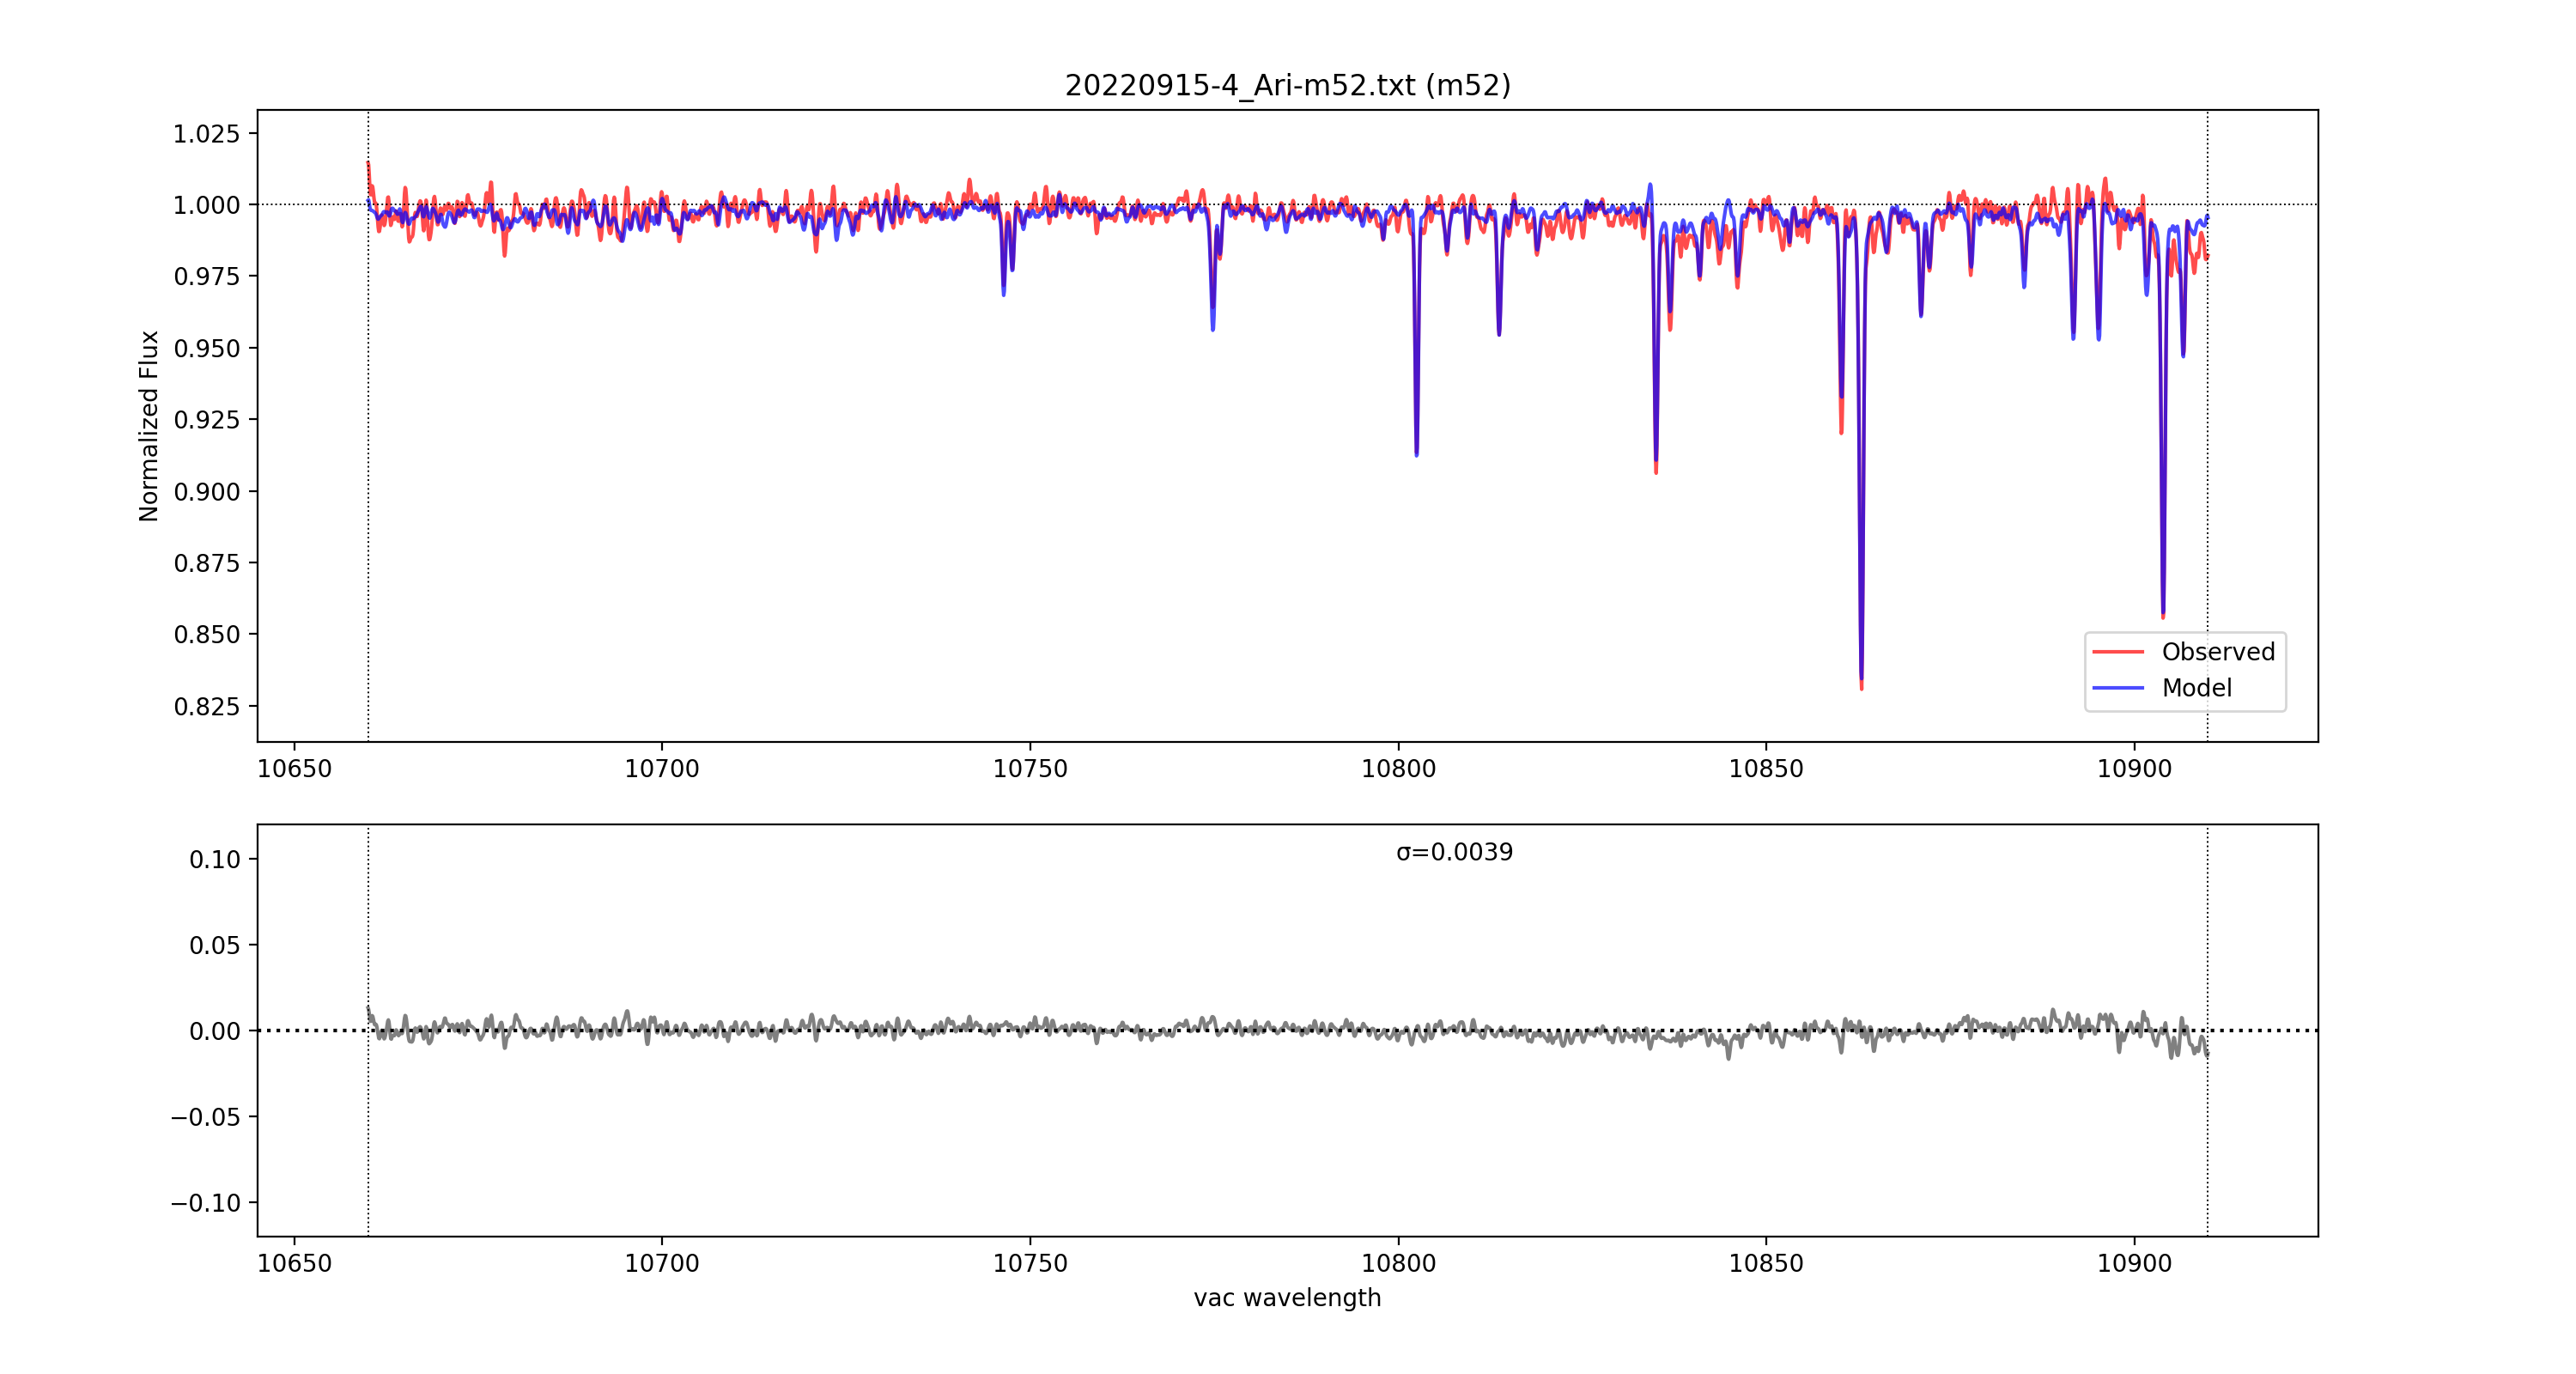 20220915-4_Ari-m52.txt (m52)
Normalized Flux
1.025
1.000
0.975
0.950
0.925
0.900
0.875
0.850
0.825
Observed
Model
10650 10700 10750 10800 10850 10900
σ=0.0039
0.10
0.05
0.00
−0.05
−0.10
10650 10700 10750 10800 10850 10900
vac wavelength